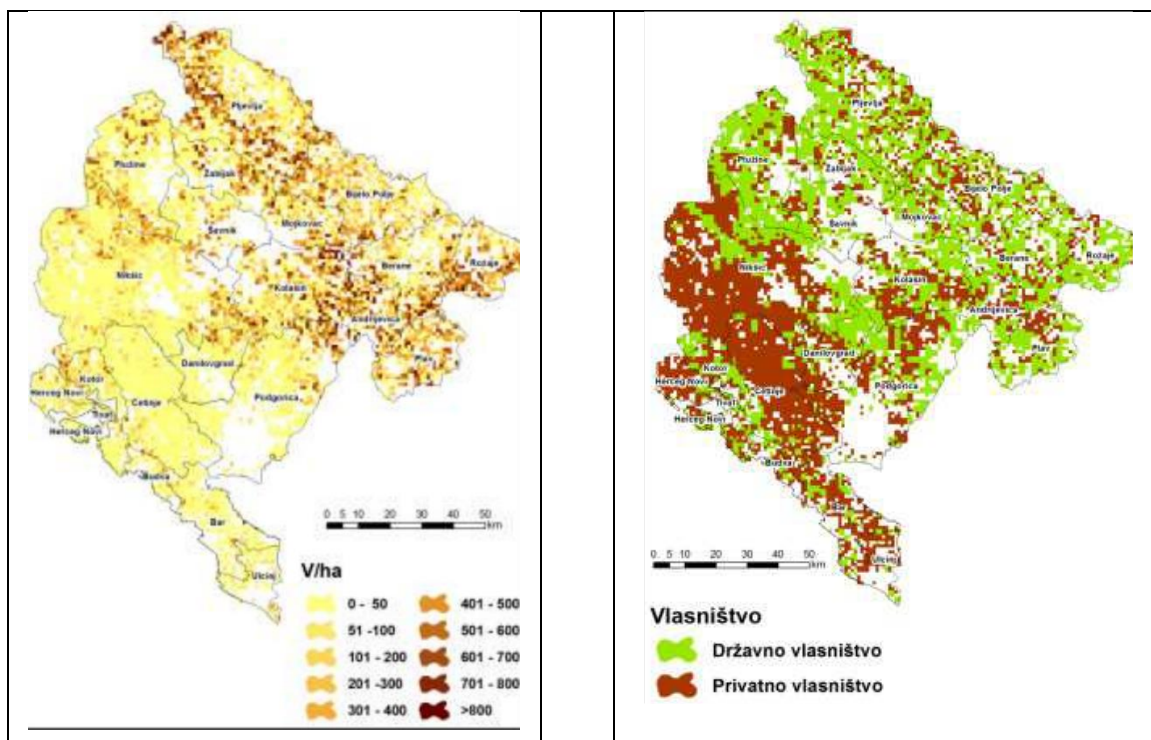 Pljevlja
Plužine
Žabljak
Bijelo Polje
Mojkovac
Šavnik
Berane
Rožaje
Nikšić
Kolašin
Andrijevica
Plav
Danilovgrad
Kotor
Podgorica
Herceg Novi
Cetinje
Tivat
Herceg Novi
Budva
Bar
Ulcinj
0 5 10 20 30 40 50
km
V/ha
0 - 50
51 -100
101 - 200
201 -300
301 - 400
401 - 500
501 - 600
601 - 700
701 - 800
>800
Pljevlja
Plužine
Žabljak
Bijelo Polje
Mojkovac
Šavnik
Berane
Rožaje
Nikšić
Kolašin
Andrijevica
Plav
Danilovgrad
Kotor
Podgorica
Herceg Novi
Cetinje
Tivat
Herceg Novi
Budva
Bar
Ulcinj
0 5 10 20 30 40 50
km
Vlasništvo
Državno vlasništvo
Privatno vlasništvo